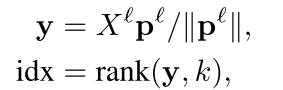 y = X^ℓ p^ℓ / ‖p^ℓ‖,
idx = rank(y, k),